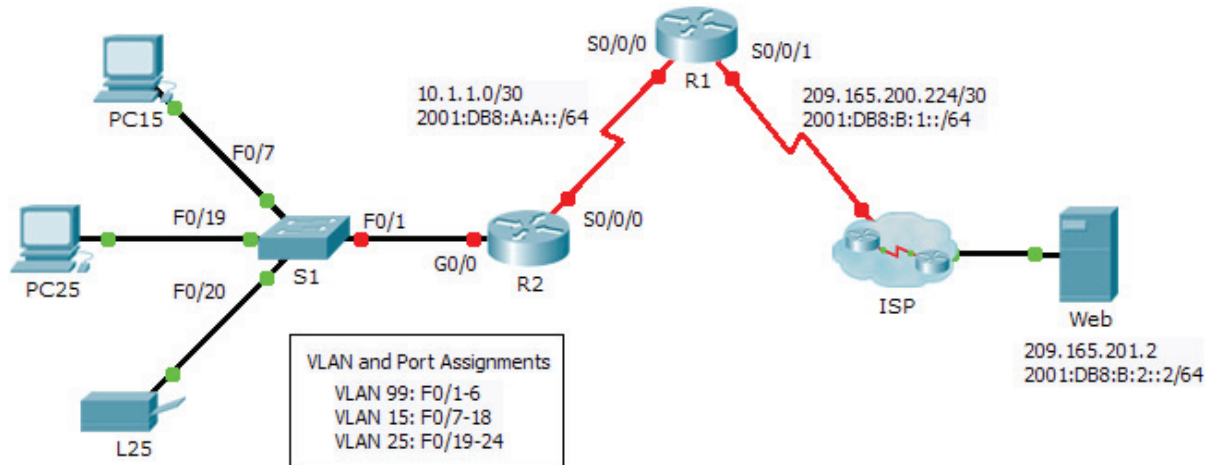 PC15
F0/7
PC25
F0/19
F0/20
L25
S1
F0/1
G0/0
R2
S0/0/0
10.1.1.0/30
2001:DB8:A:A::/64
S0/0/0
R1
S0/0/1
209.165.200.224/30
2001:DB8:B:1::/64
ISP
Web
209.165.201.2
2001:DB8:B:2::2/64
VLAN and Port Assignments
VLAN 99: F0/1-6
VLAN 15: F0/7-18
VLAN 25: F0/19-24